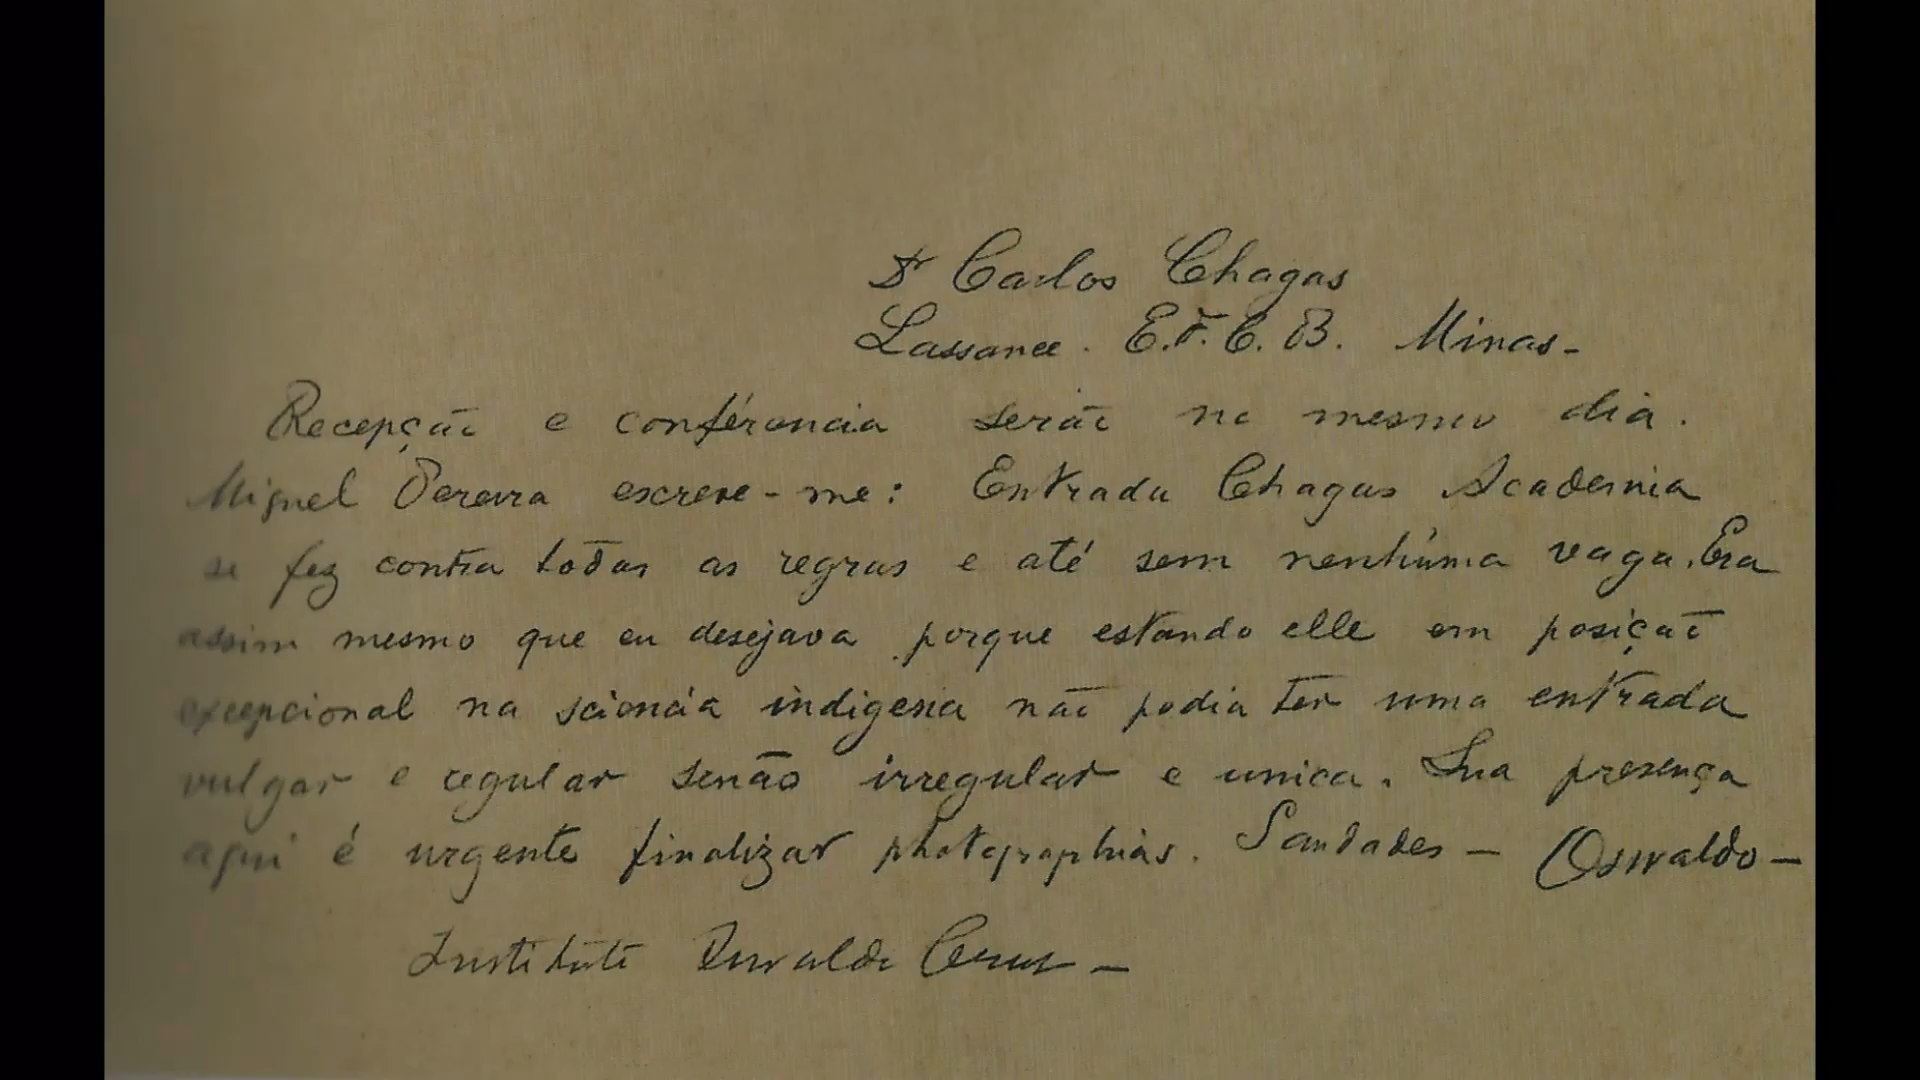 Dr Carlos Chagas
Lassance. E.F.C.B. Minas-
Recepção e conférencia serão no mesmo dia.
Miguel Pereira escreve-me: Entrada Chagas Academia
se fez contra todas as regras e até sem nenhúma vaga. Era
assim mesmo que eu desejava porque estando elle em posição
excepcional na sciencia indigena não podia ter uma entrada
vulgar e regular senão irregular e unica. Sua presença
aqui é urgente finalizar photographias. Saudades - Oswaldo -
Instituto Oswaldo Cruz -